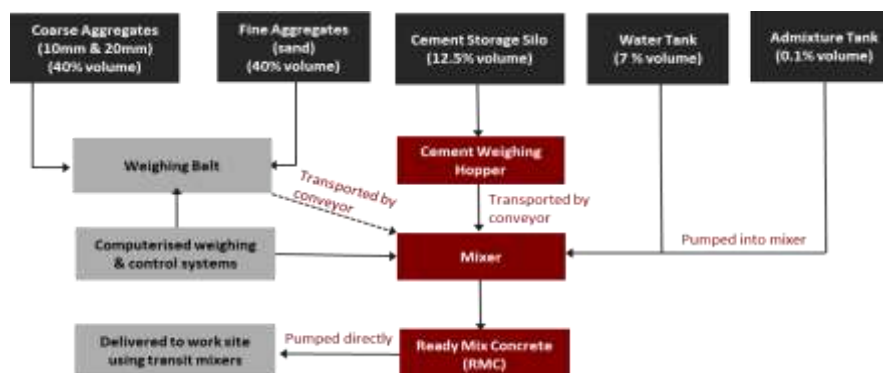 Coarse Aggregates
(10mm & 20mm)
(40% volume)
Fine Aggregates
(sand)
(40% volume)
Cement Storage Silo
(12.5% volume)
Water Tank
(7 % volume)
Admixture Tank
(0.1% volume)
Weighing Belt
Cement Weighing
Hopper
Transported by
conveyor
Transported by
conveyor
Computerised weighing
& control systems
Mixer
Pumped into mixer
Delivered to work site
using transit mixers
Pumped directly
Ready Mix Concrete
(RMC)